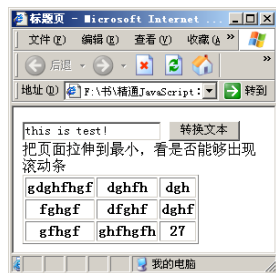 标题页 - Microsoft Internet ...
文件(F) 编辑(E) 查看(V) 收藏(A »
后退 »
地址(D) F:\书\精通JavaScript: 转到
this is test! 转换文本
把页面拉伸到最小，看是否能够出现
滚动条
gdghfhgf dghfh dgh
fghgf dfghf dghf
gfhgf ghfhgfh 27
我的电脑